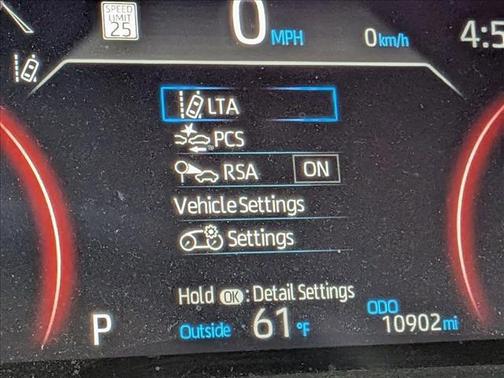 SPEED
LIMIT
25
0 MPH
0 km/h
4:5
LTA
PCS
RSA ON
Vehicle Settings
Settings
Hold OK : Detail Settings
P
Outside 61 °F
ODO
10902 mi